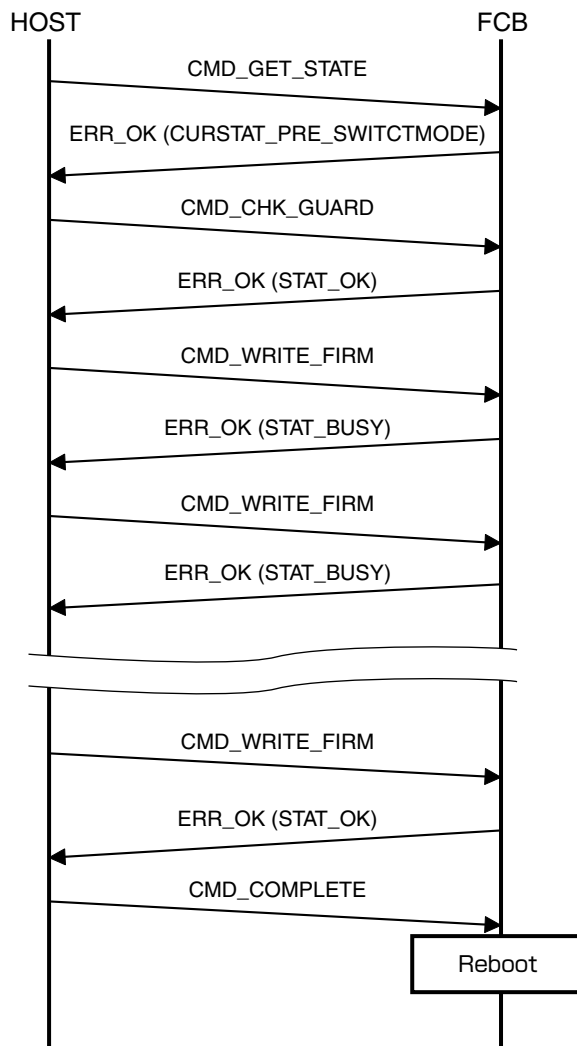 HOST FCB
CMD_GET_STATE
ERR_OK (CURSTAT_PRE_SWITCTMODE)
CMD_CHK_GUARD
ERR_OK (STAT_OK)
CMD_WRITE_FIRM
ERR_OK (STAT_BUSY)
CMD_WRITE_FIRM
ERR_OK (STAT_BUSY)
CMD_WRITE_FIRM
ERR_OK (STAT_OK)
CMD_COMPLETE
Reboot